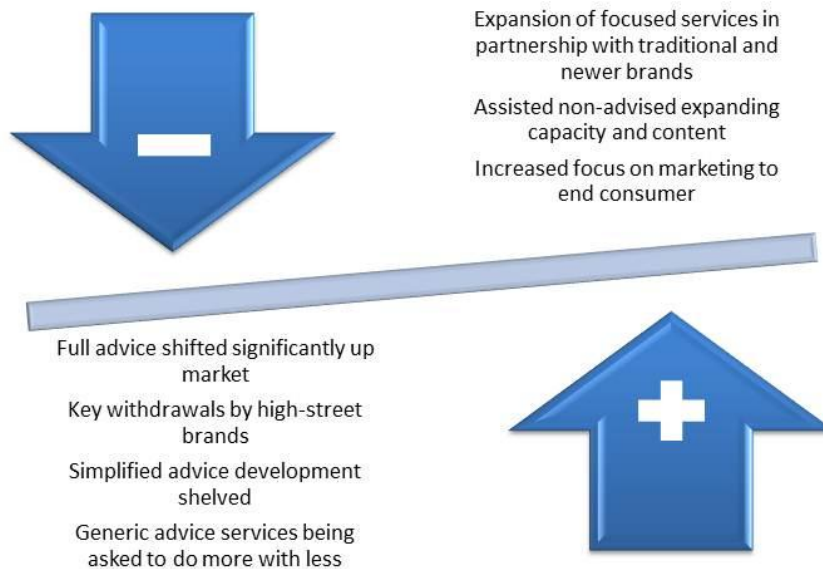 Expansion of focused services in
partnership with traditional and
newer brands
Assisted non-advised expanding
capacity and content
Increased focus on marketing to
end consumer
Full advice shifted significantly up
market
Key withdrawals by high-street
brands
Simplified advice development
shelved
Generic advice services being
asked to do more with less